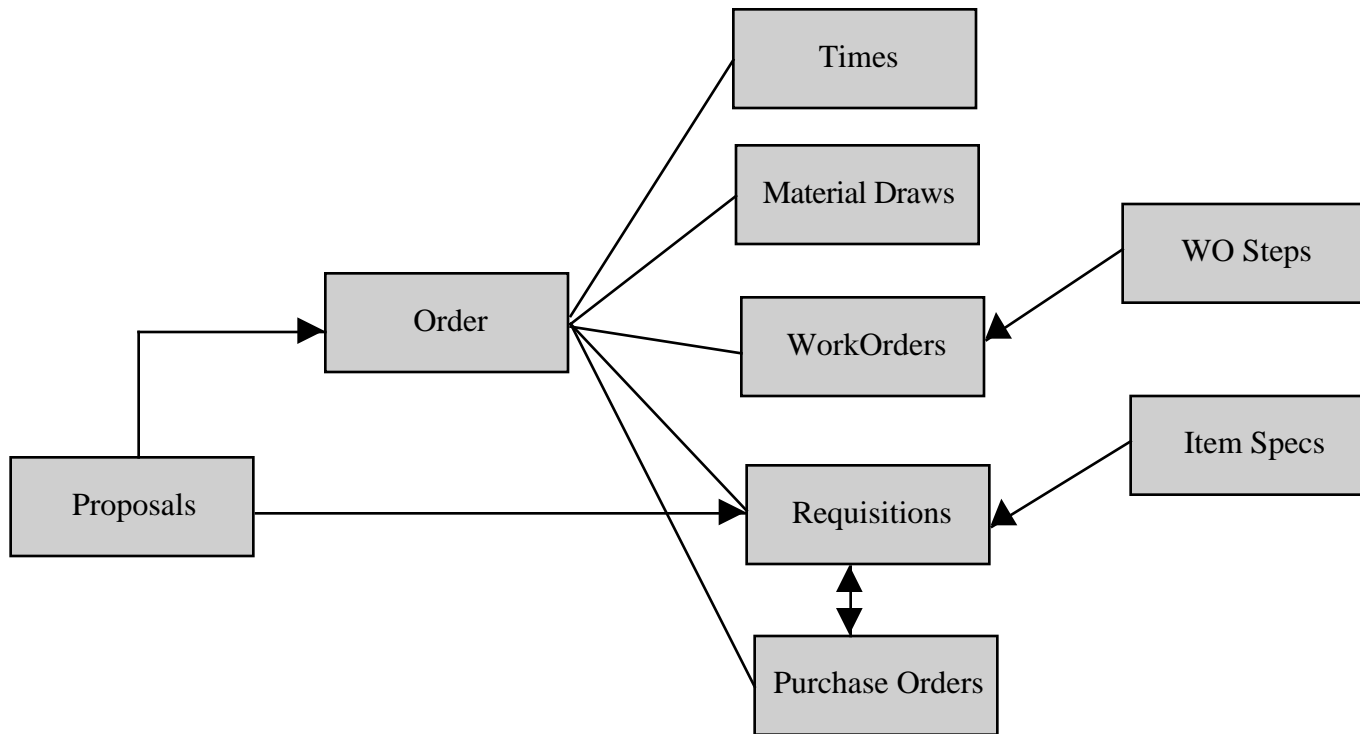 Times
Material Draws
WO Steps
Order
WorkOrders
Item Specs
Proposals
Requisitions
Purchase Orders